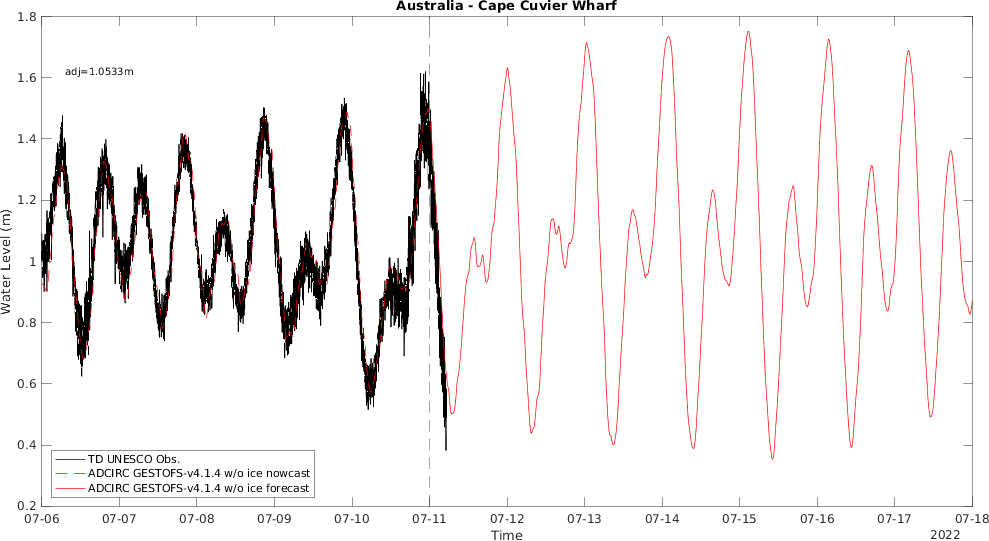 Australia - Cape Cuvier Wharf
1.8
1.6
1.4
1.2
1
0.8
0.6
0.4
0.2
Water Level (m)
adj=1.0533m
TD UNESCO Obs.
ADCIRC GESTOFS-v4.1.4 w/o ice nowcast
ADCIRC GESTOFS-v4.1.4 w/o ice forecast
07-06 07-07 07-08 07-09 07-10 07-11 07-12 07-13 07-14 07-15 07-16 07-17 07-18
Time
2022